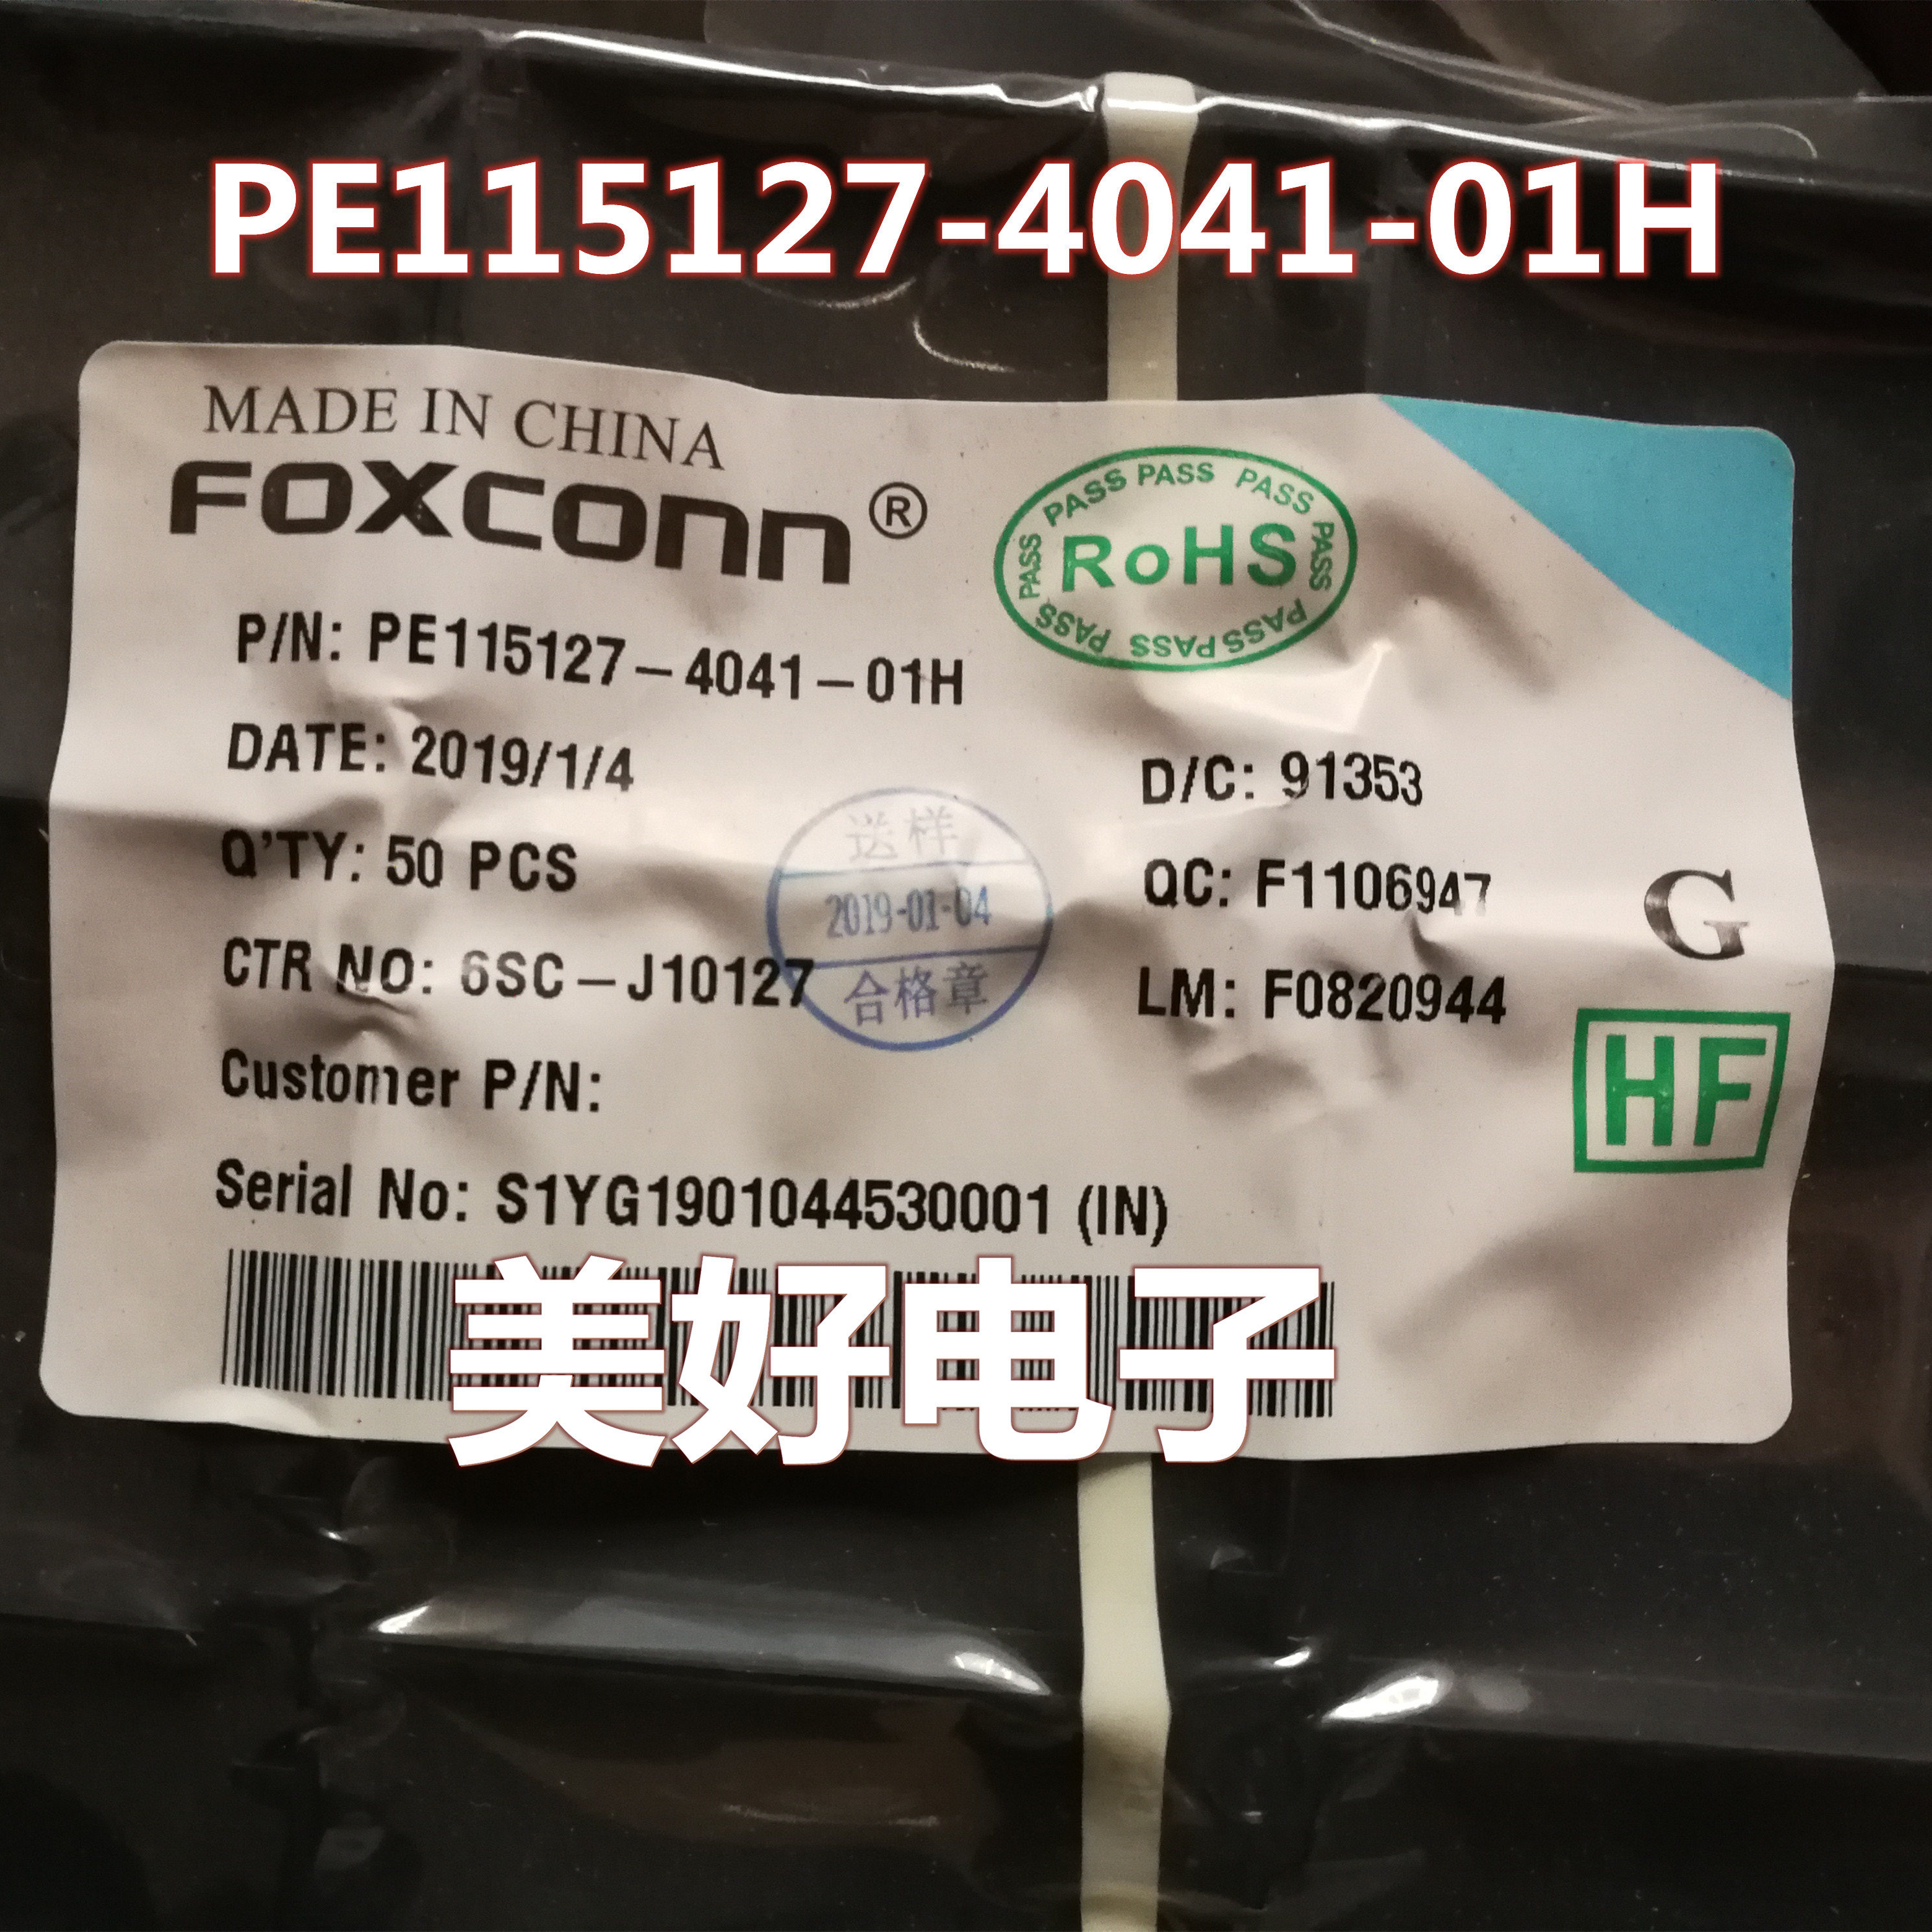 PE115127-4041-01H
MADE IN CHINA
FOXCONN®
PASS PASS PASS PASS PASS PASS PASS PASS
RoHS
P/N: PE115127-4041-01H
DATE: 2019/1/4
D/C: 91353
Q'TY: 50 PCS
QC: F1106947
G
CTR NO: 6SC-J10127
LM: F0820944
送样
2019-01-04
合格章
HF
Customer P/N:
Serial No: S1YG1901044530001 (IN)
美好电子